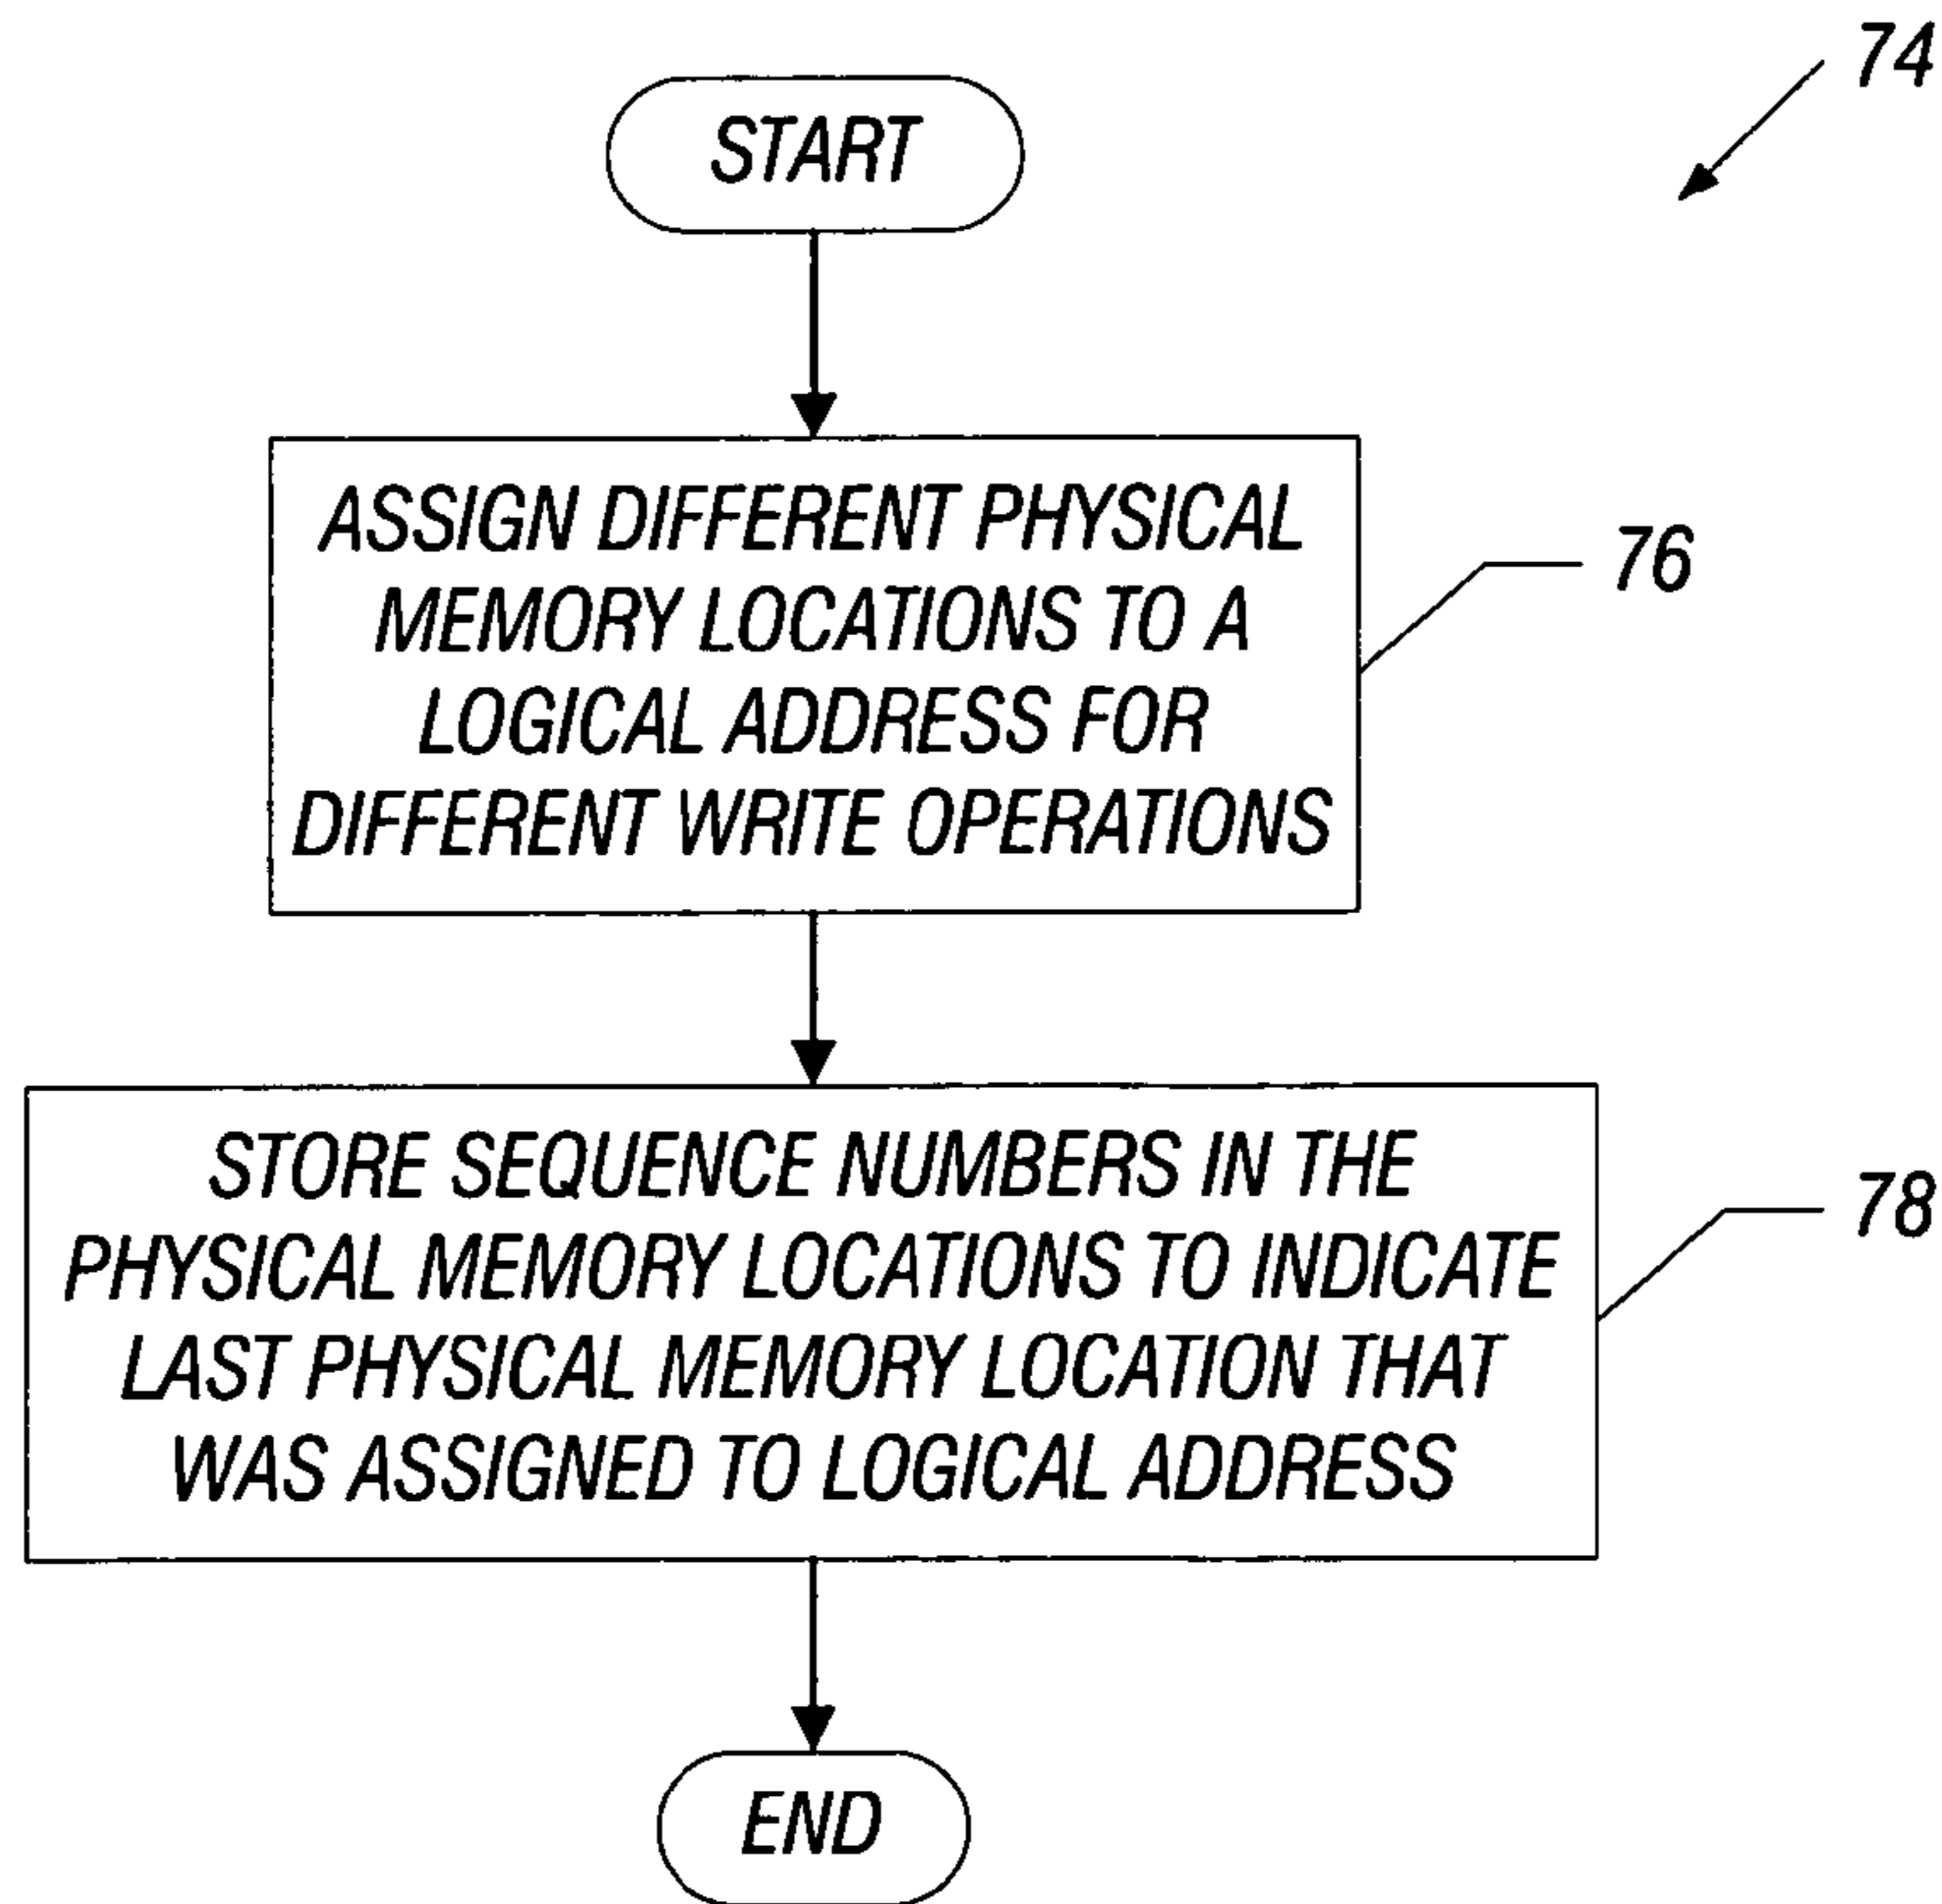 74
START
ASSIGN DIFFERENT PHYSICAL
MEMORY LOCATIONS TO A
LOGICAL ADDRESS FOR
DIFFERENT WRITE OPERATIONS
76
STORE SEQUENCE NUMBERS IN THE
PHYSICAL MEMORY LOCATIONS TO INDICATE
LAST PHYSICAL MEMORY LOCATION THAT
WAS ASSIGNED TO LOGICAL ADDRESS
78
END